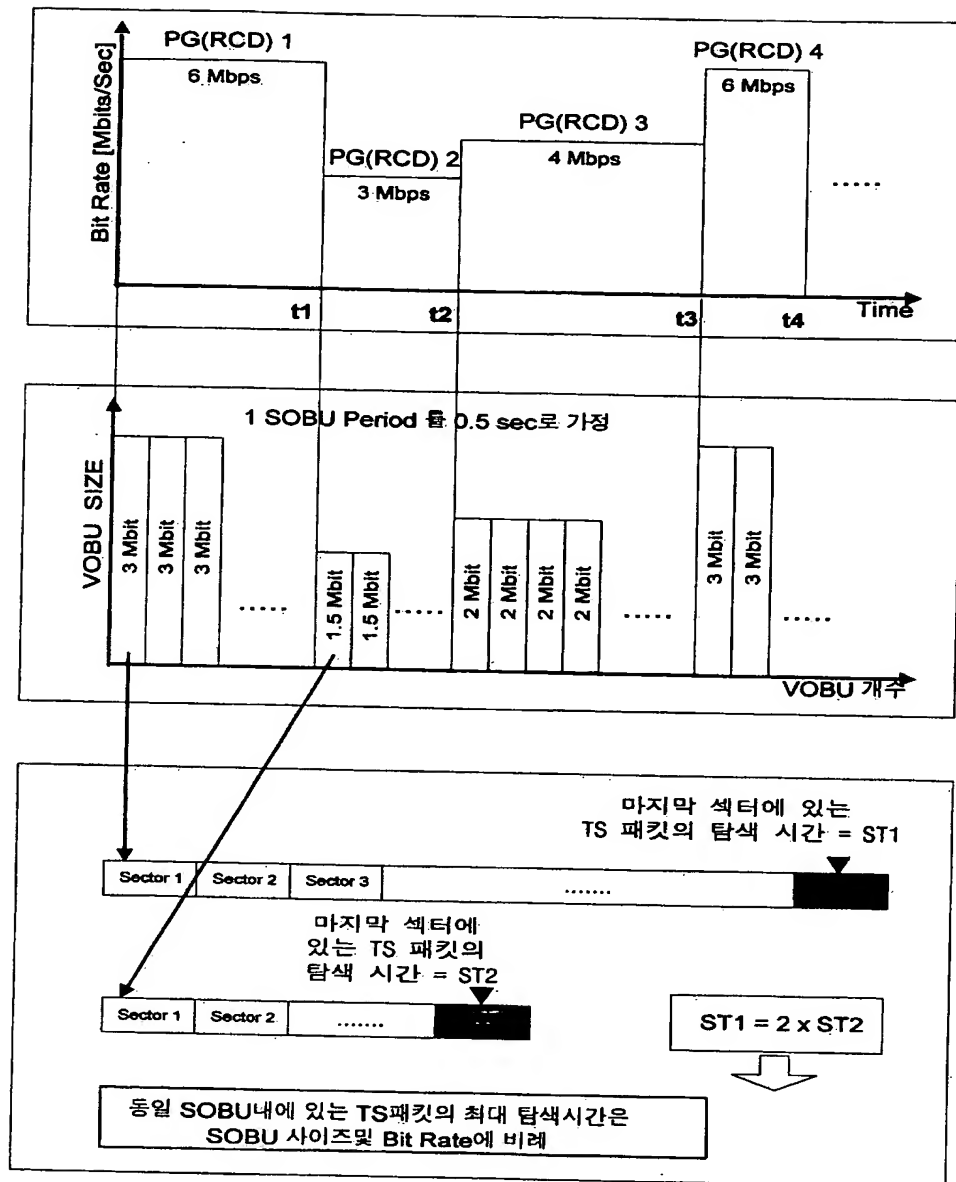 PG(RCD) 1
6 Mbps
PG(RCD) 2
3 Mbps
PG(RCD) 3
4 Mbps
PG(RCD) 4
6 Mbps
.....
Bit Rate [Mbits/Sec]
t1
t2
t3
t4
Time
1 SOBU Period 를 0.5 sec로 가정
VOBU SIZE
3 Mbit
3 Mbit
3 Mbit
.....
1.5 Mbit
1.5 Mbit
.....
2 Mbit
2 Mbit
2 Mbit
2 Mbit
.....
3 Mbit
3 Mbit
.....
VOBU 개수
마지막 섹터에 있는
TS 패킷의 탐색 시간 = ST1
Sector 1
Sector 2
Sector 3
.......
마지막 섹터에
있는 TS 패킷의
탐색 시간 = ST2
Sector 1
Sector 2
.......
ST1 = 2 x ST2
동일 SOBU내에 있는 TS패킷의 최대 탐색시간은
SOBU 사이즈및 Bit Rate에 비례